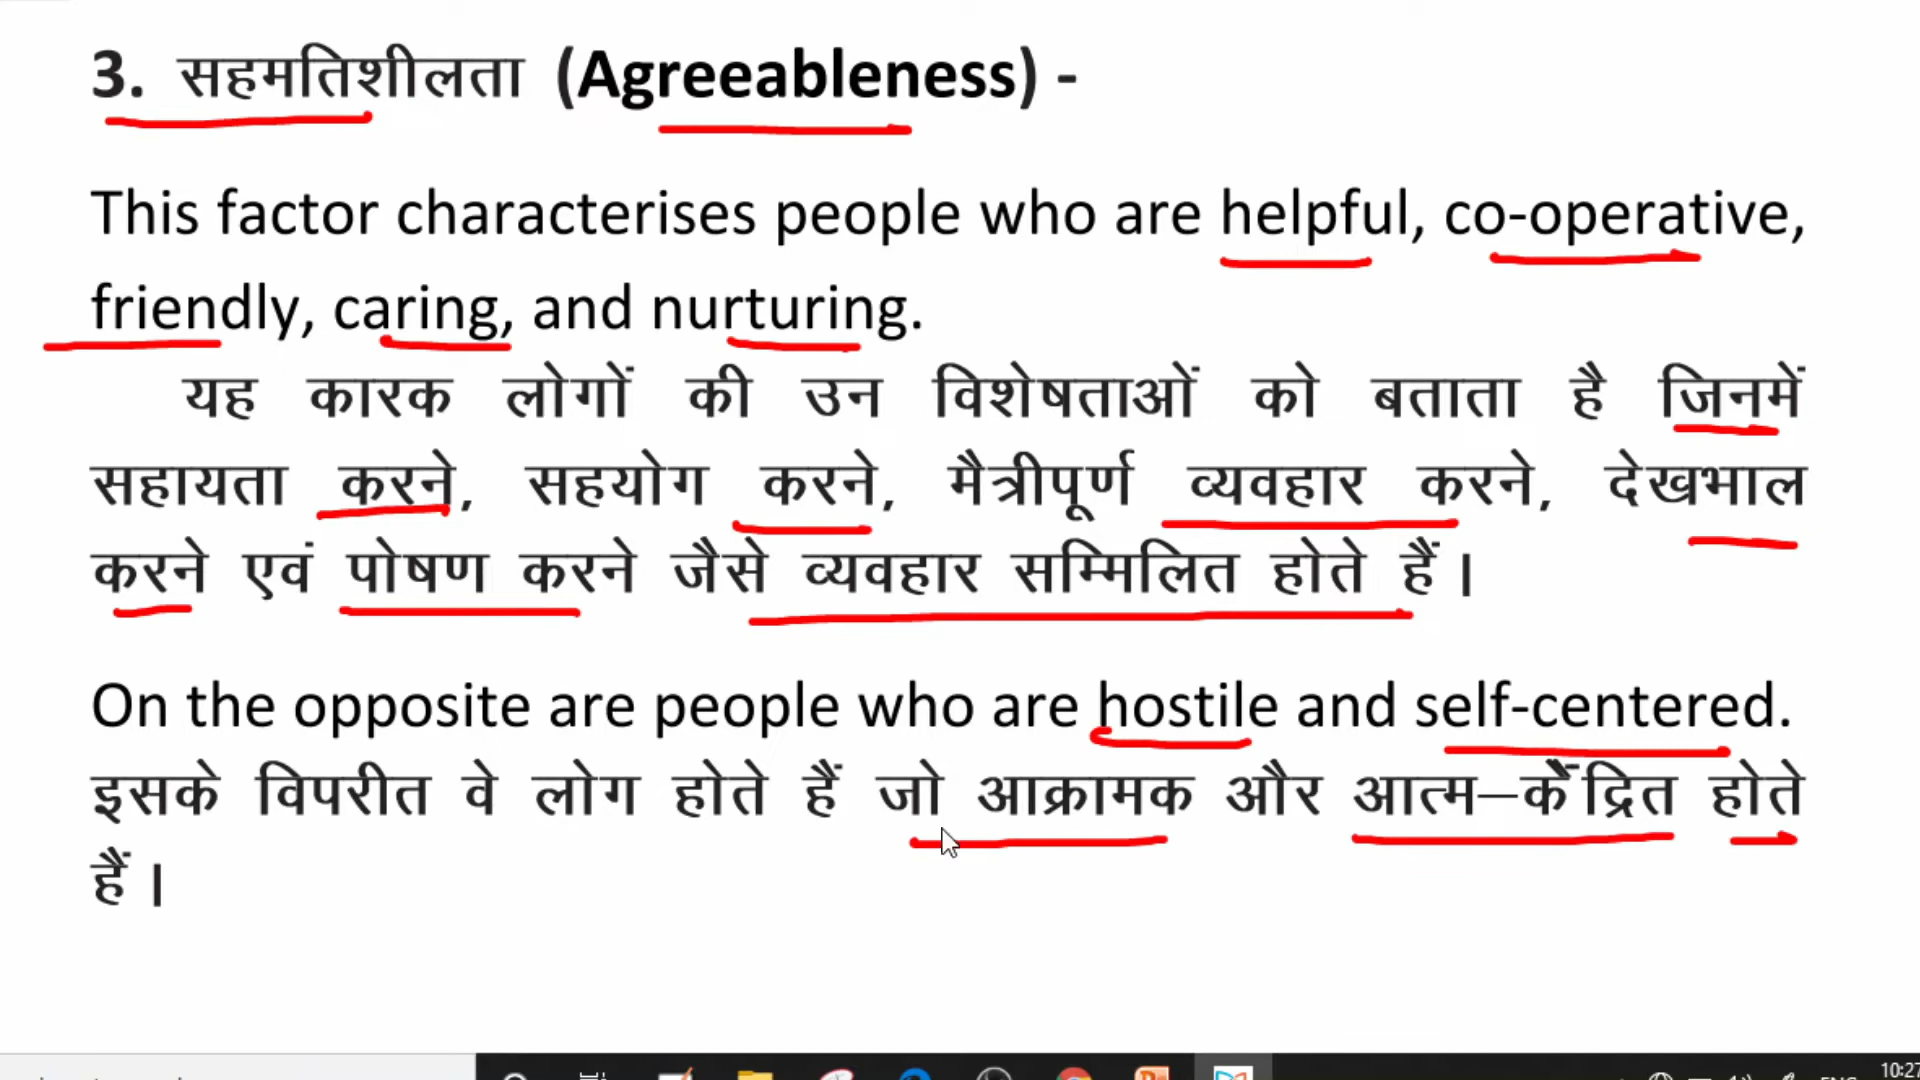 3. सहमतिशीलता (Agreeableness) -
This factor characterises people who are helpful, co-operative,
friendly, caring, and nurturing.
यह कारक लोगों की उन विशेषताओं को बताता है जिनमें
सहायता करने, सहयोग करने, मैत्रीपूर्ण व्यवहार करने, देखभाल
करने एवं पोषण करने जैसे व्यवहार सम्मिलित होते हैं।
On the opposite are people who are hostile and self-centered.
इसके विपरीत वे लोग होते हैं जो आक्रामक और आत्म–केंद्रित होते
हैं।
10:27